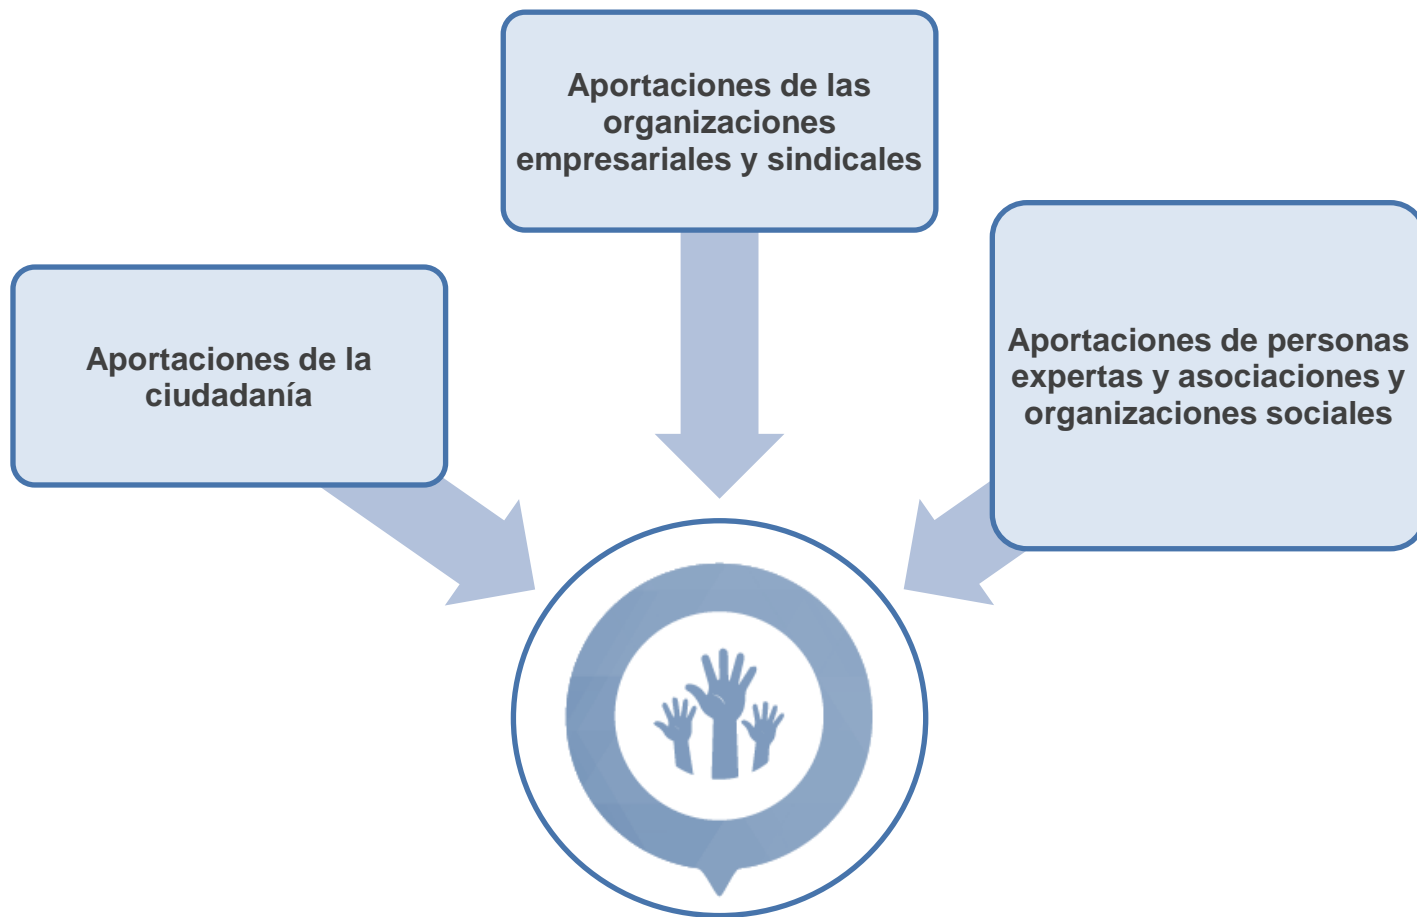 Aportaciones de las
organizaciones
empresariales y sindicales
Aportaciones de la
ciudadanía
Aportaciones de personas
expertas y asociaciones y
organizaciones sociales